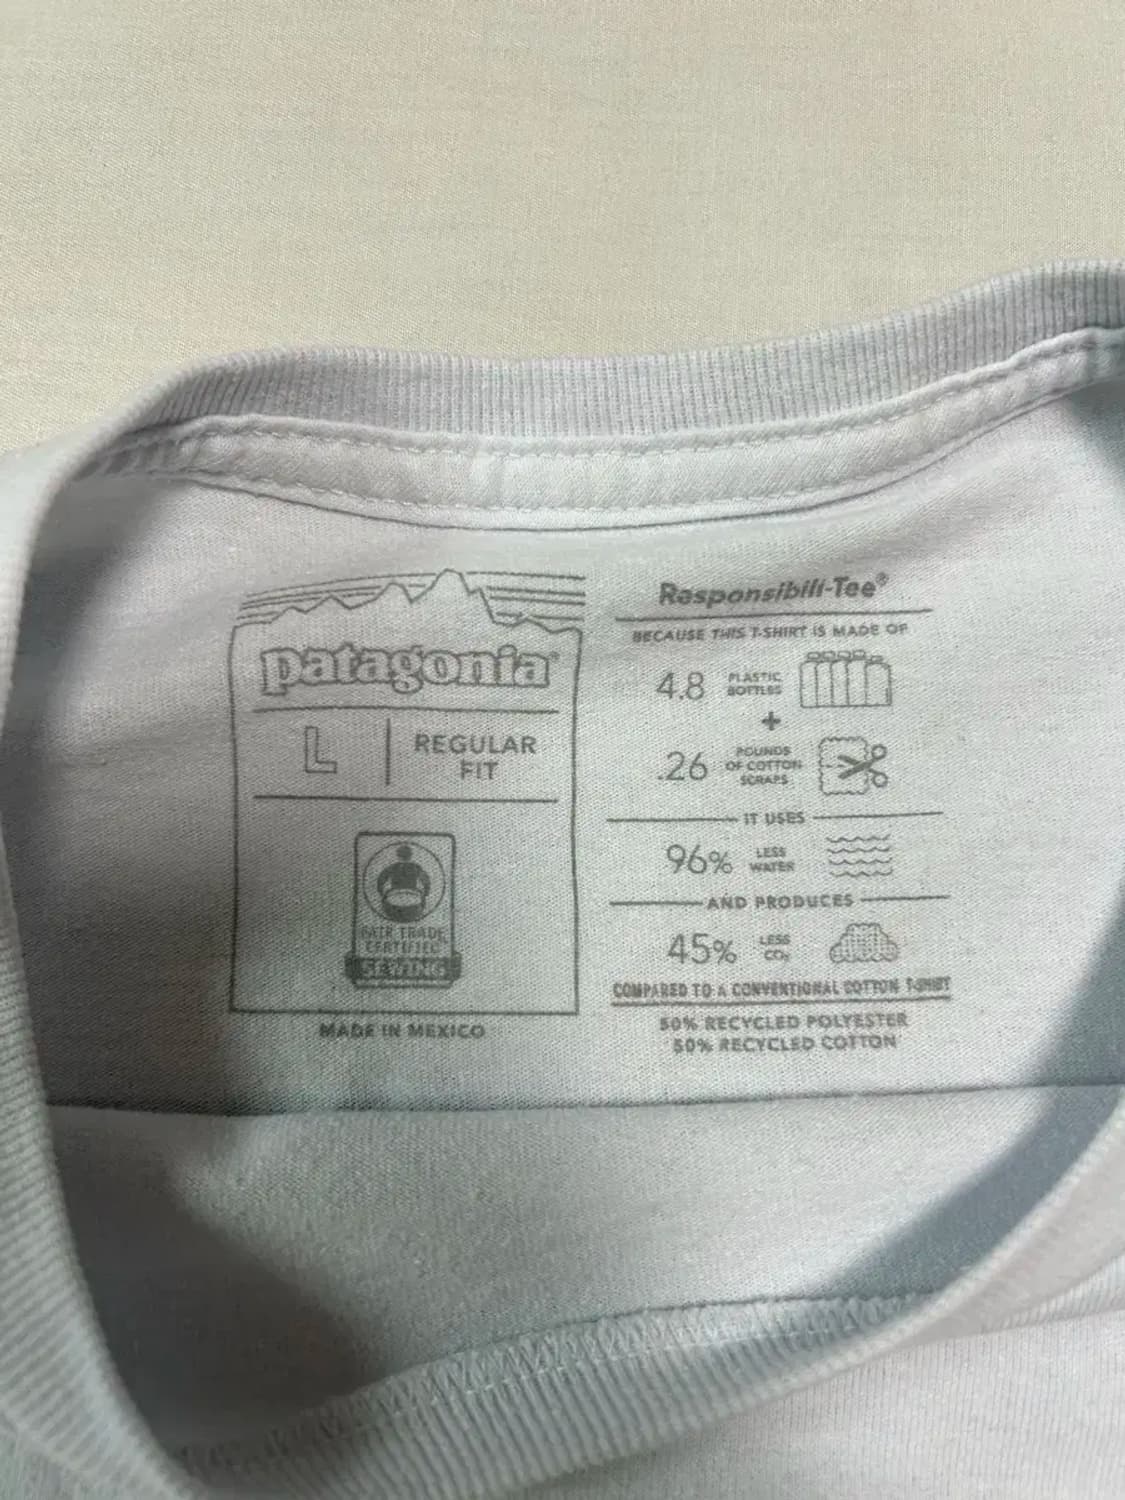 patagonia®
L
REGULAR
FIT
FAIR TRADE
CERTIFIED
SEWING
MADE IN MEXICO
Responsibili-Tee®
BECAUSE THIS T-SHIRT IS MADE OF
4.8 PLASTIC
BOTTLES
+
.26 POUNDS
OF COTTON
SCRAPS
IT USES
96% LESS
WATER
AND PRODUCES
45% LESS
CO₂
COMPARED TO A CONVENTIONAL COTTON T-SHIRT
50% RECYCLED POLYESTER
50% RECYCLED COTTON